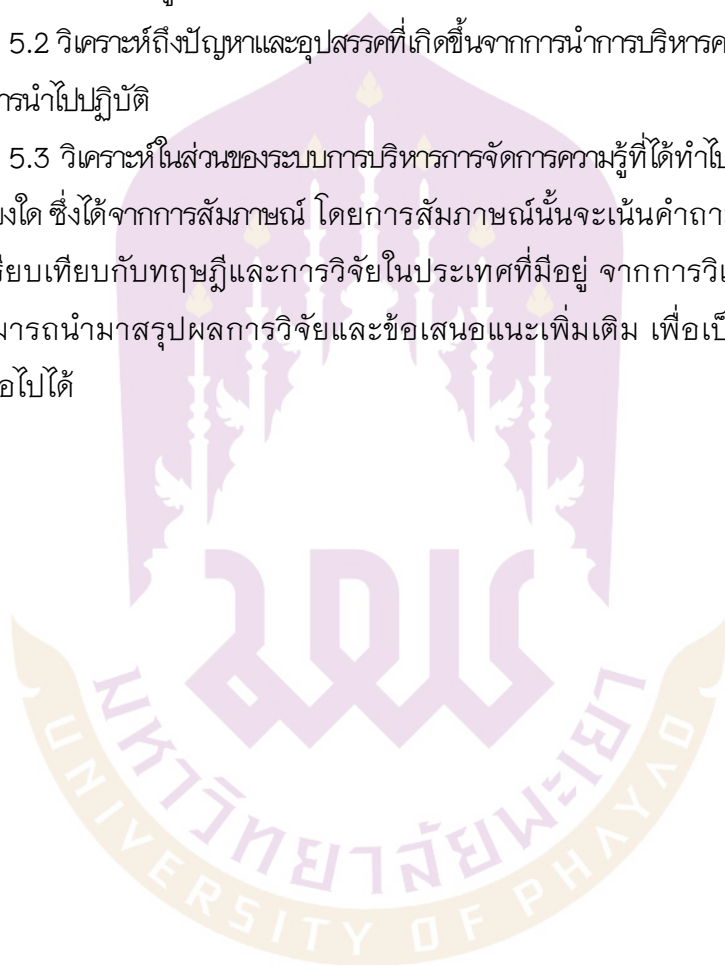 5.2 วิเคราะห์ถึงปัญหาและอุปสรรคที่เกิดขึ้นจากการนำการบริหาร
ารนำไปปฏิบัติ
5.3 วิเคราะห์ในส่วนของระบบการบริหารการจัดการความรู้ที่ได้ทำไป
งใด ซึ่งได้จากการสัมภาษณ์ โดยการสัมภาษณ์นั้นจะเน้นคำถา
รียบเทียบกับทฤษฎีและการวิจัยในประเทศที่มีอยู่ จากการวิเ
มารถนำมาสรุปผลการวิจัยและข้อเสนอแนะเพิ่มเติม เพื่อเป็
อไปได้
มพ
มหาวิทยาลัยพะเยา
UNIVERSITY OF PHAYAO